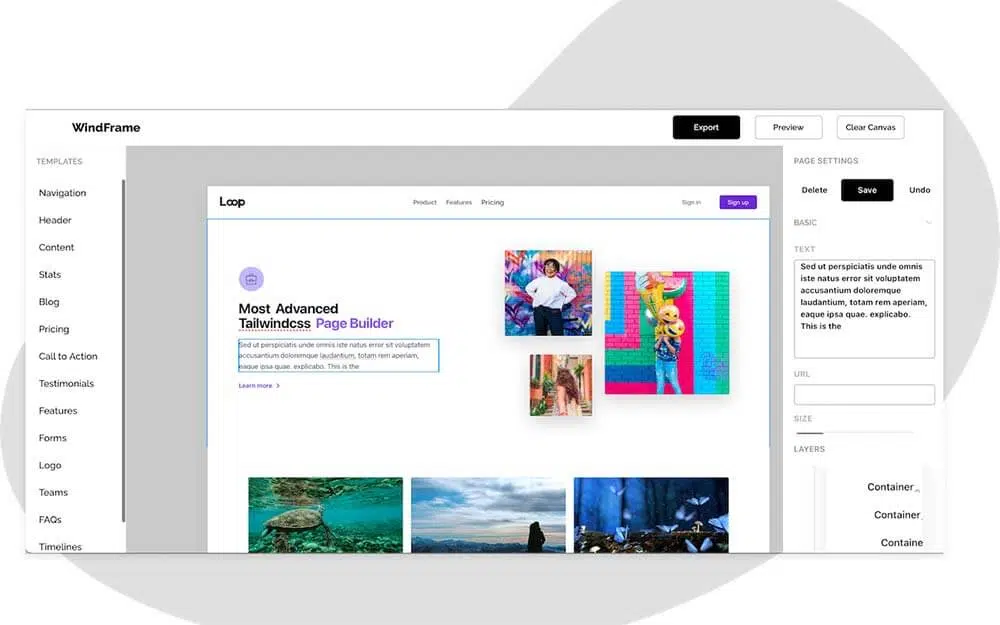 WindFrame
Export
Preview
Clear Canvas
TEMPLATES
Navigation
Header
Content
Stats
Blog
Pricing
Call to Action
Testimonials
Features
Forms
Logo
Teams
FAQs
Timelines
Loop
Product
Features
Pricing
Sign in
Sign up
Most Advanced
Tailwindcss Page Builder
Sed ut perspiciatis unde omnis iste natus error sit voluptatem
accusantium doloremque laudantium, totam rem aperiam,
eaque ipsa quae. explicabo. This is the
Learn more
PAGE SETTINGS
Delete
Save
Undo
BASIC
TEXT
Sed ut perspiciatis unde omnis
iste natus error sit voluptatem
accusantium doloremque
laudantium, totam rem aperiam,
eaque ipsa quae. explicabo.
This is the
URL
SIZE
LAYERS
Container
Container
Containe